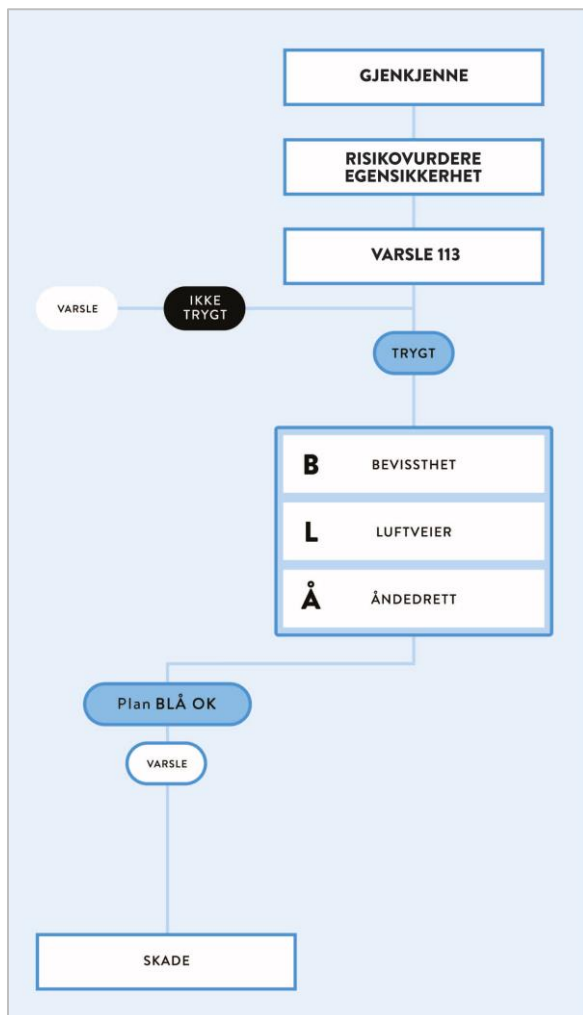 GJENKJENNE
RISIKOVURDERE
EGENSIKKERHET
VARSLE 113
VARSLE
IKKE
TRYGT
TRYGT
B BEVISSTHET
L LUFTVEIER
Å ÅNDEDRETT
Plan BLÅ OK
VARSLE
SKADE